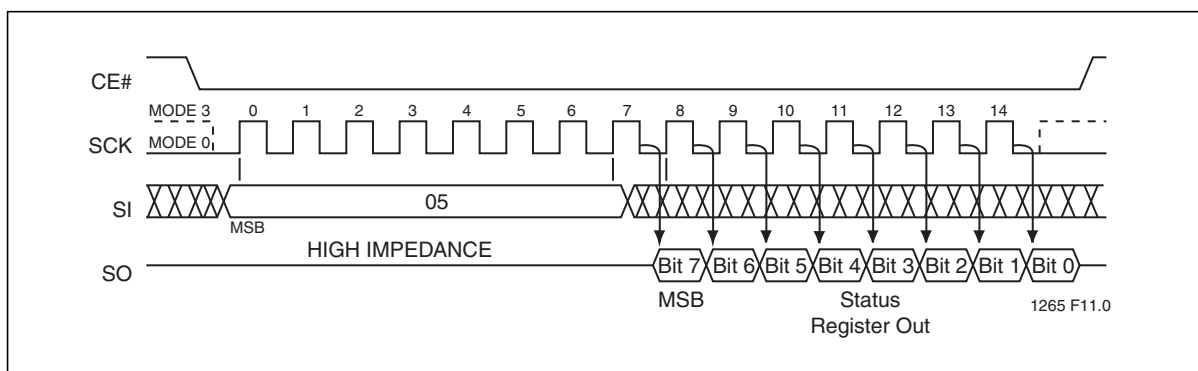 CE#
MODE 3 0 1 2 3 4 5 6 7 8 9 10 11 12 13 14
SCK MODE 0
SI 05
MSB
HIGH IMPEDANCE
SO Bit 7 Bit 6 Bit 5 Bit 4 Bit 3 Bit 2 Bit 1 Bit 0
MSB Status
Register Out
1265 F11.0